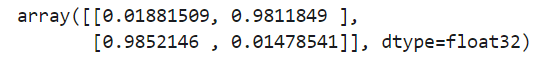 array([[0.01881509, 0.9811849 ],
[0.9852146 , 0.01478541]], dtype=float32)